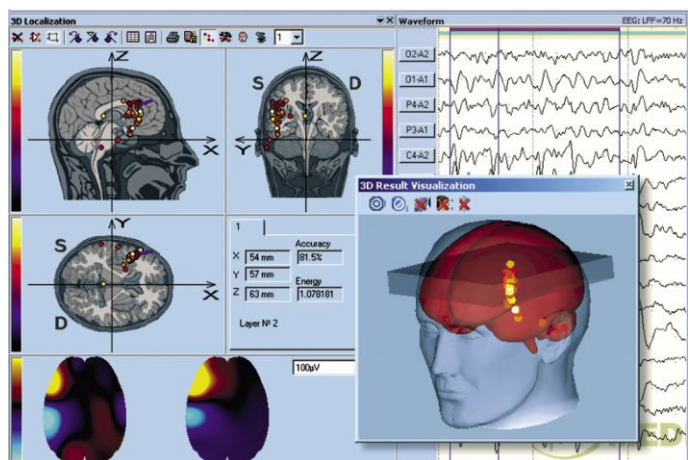 3D Localization
1
Waveform
EEG: LFF=70 Hz
Z
X
Z
S
D
Y
O2-A2
O1-A1
P4-A2
P3-A1
C4-A2
Y
S
X
D
1
X 54 mm
Y 57 mm
Z 63 mm
Accuracy
81.5%
Energy
1.078181
Layer № 2
100µV
3D Result Visualization